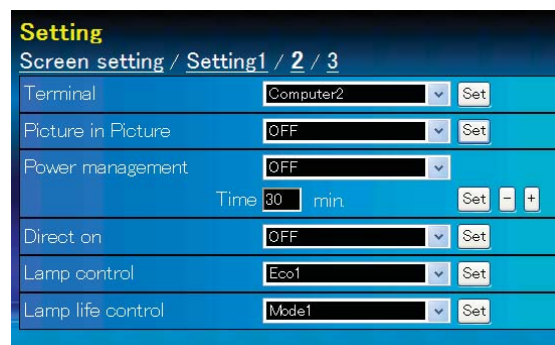 Setting
Screen setting / Setting1 / 2 / 3
Terminal Computer2 Set
Picture in Picture OFF Set
Power management OFF
Time 30 min. Set - +
Direct on OFF Set
Lamp control Eco1 Set
Lamp life control Mode1 Set